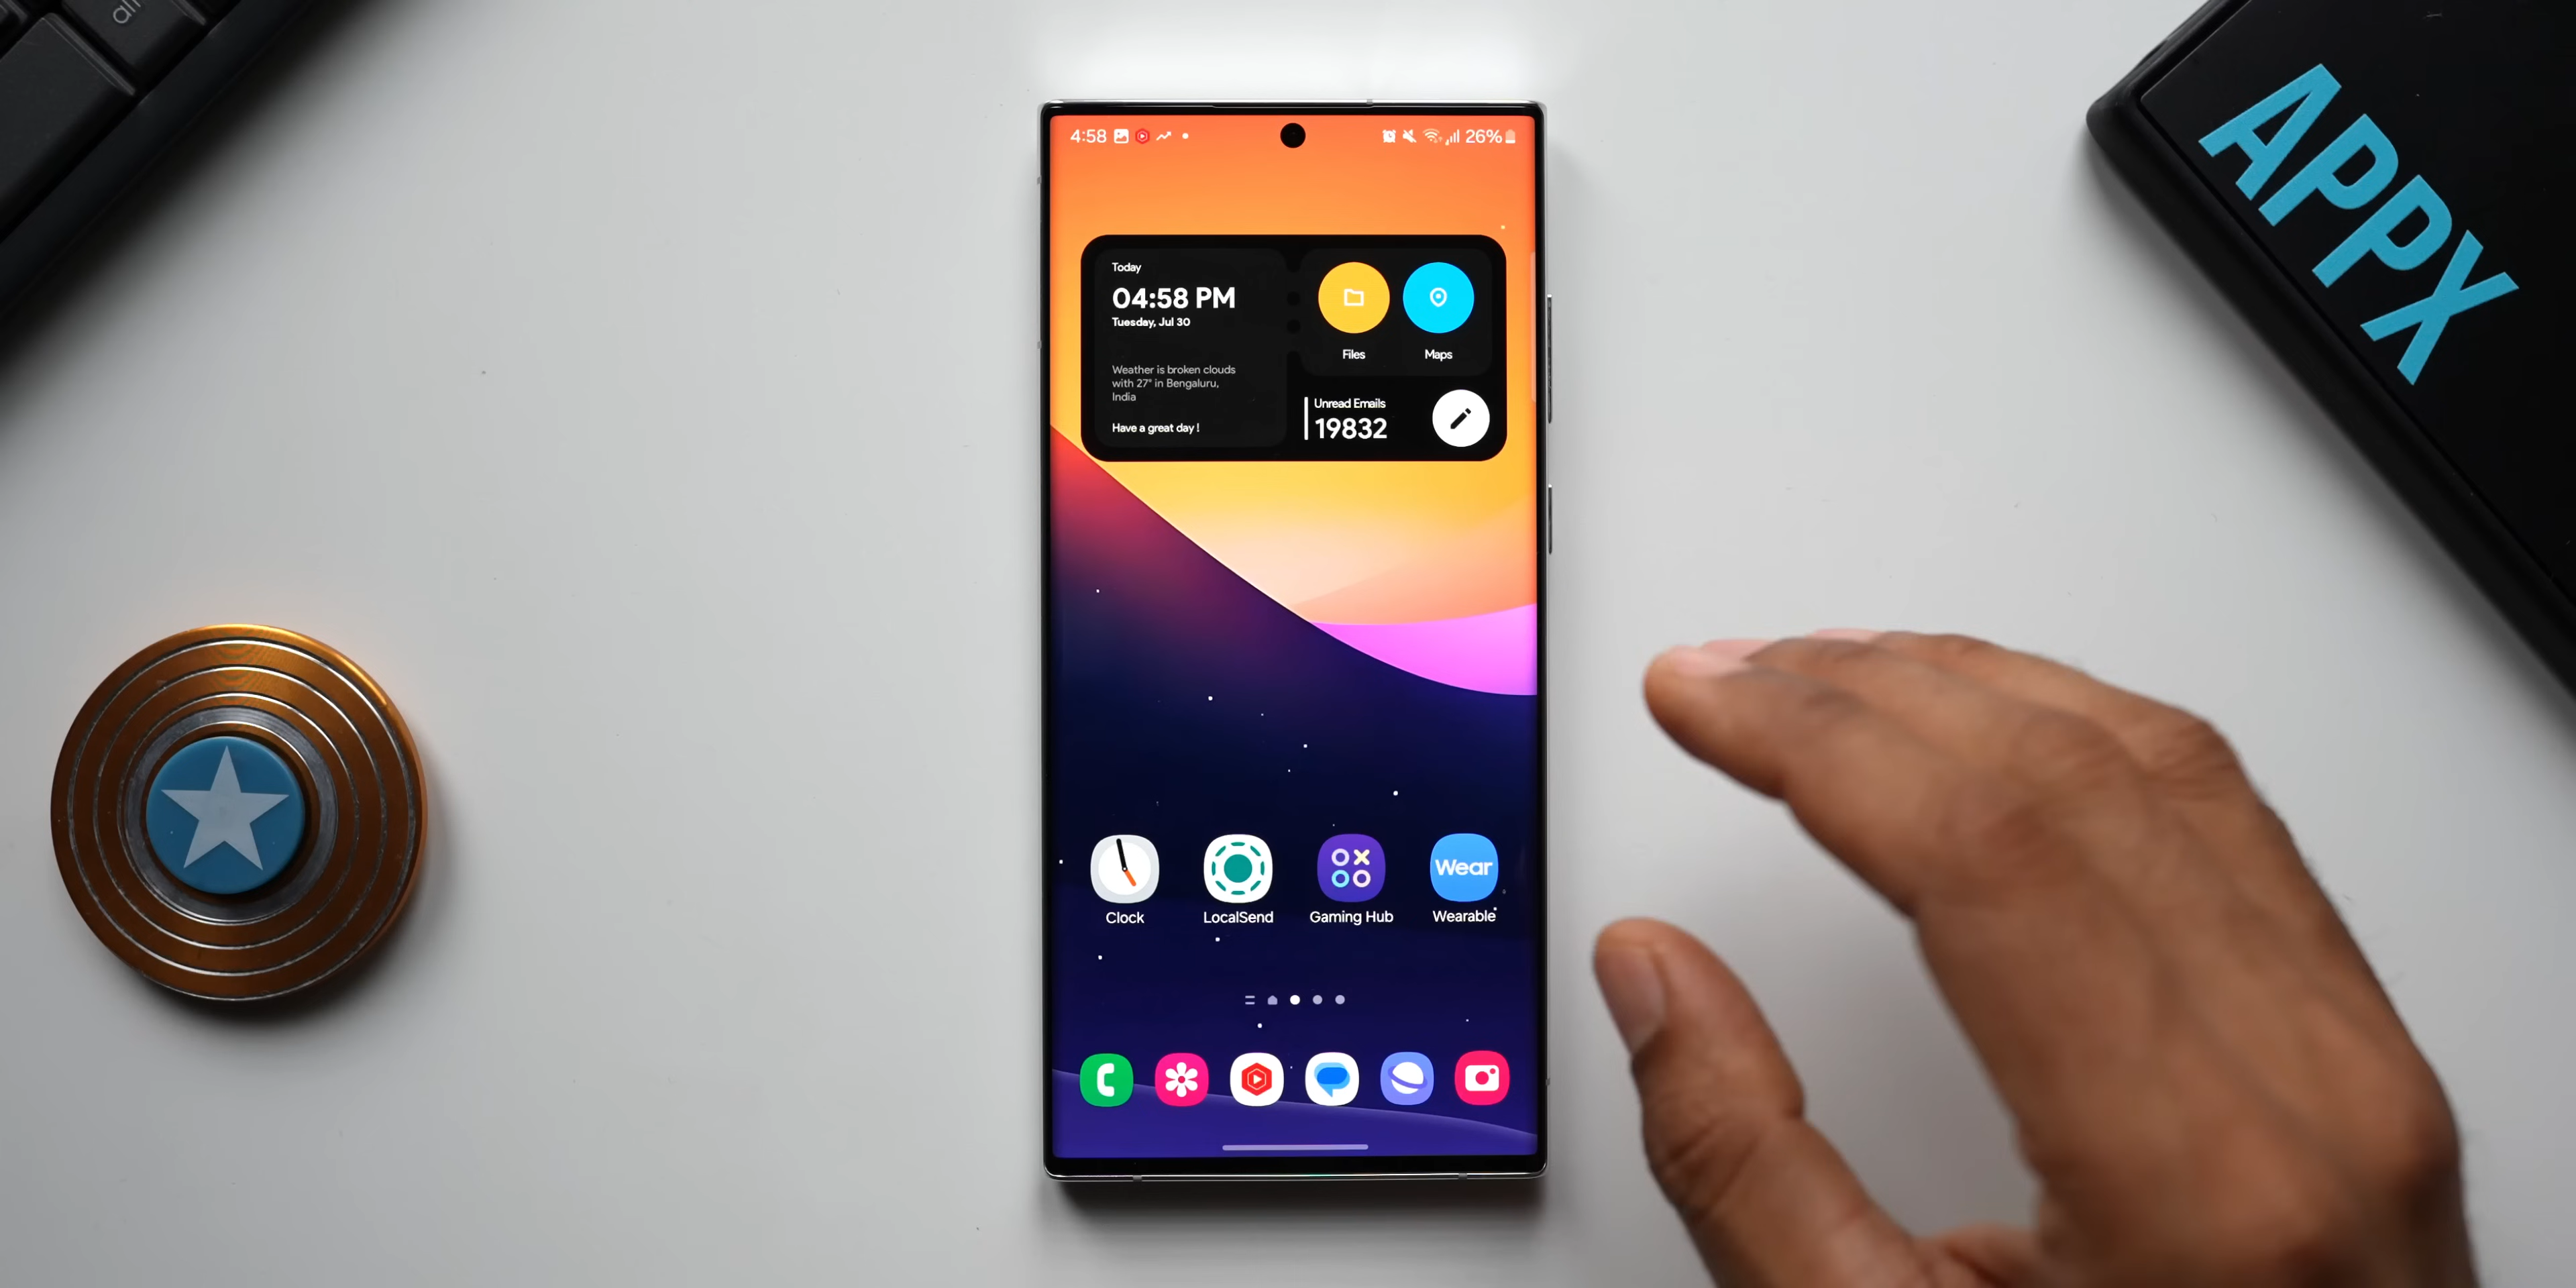 alt
APPX
4:58
26%
Today
04:58 PM
Tuesday, Jul 30
Weather is broken clouds
with 27° in Bengaluru,
India
Have a great day !
Files
Maps
Unread Emails
19832
Wear
Clock
LocalSend
Gaming Hub
Wearable